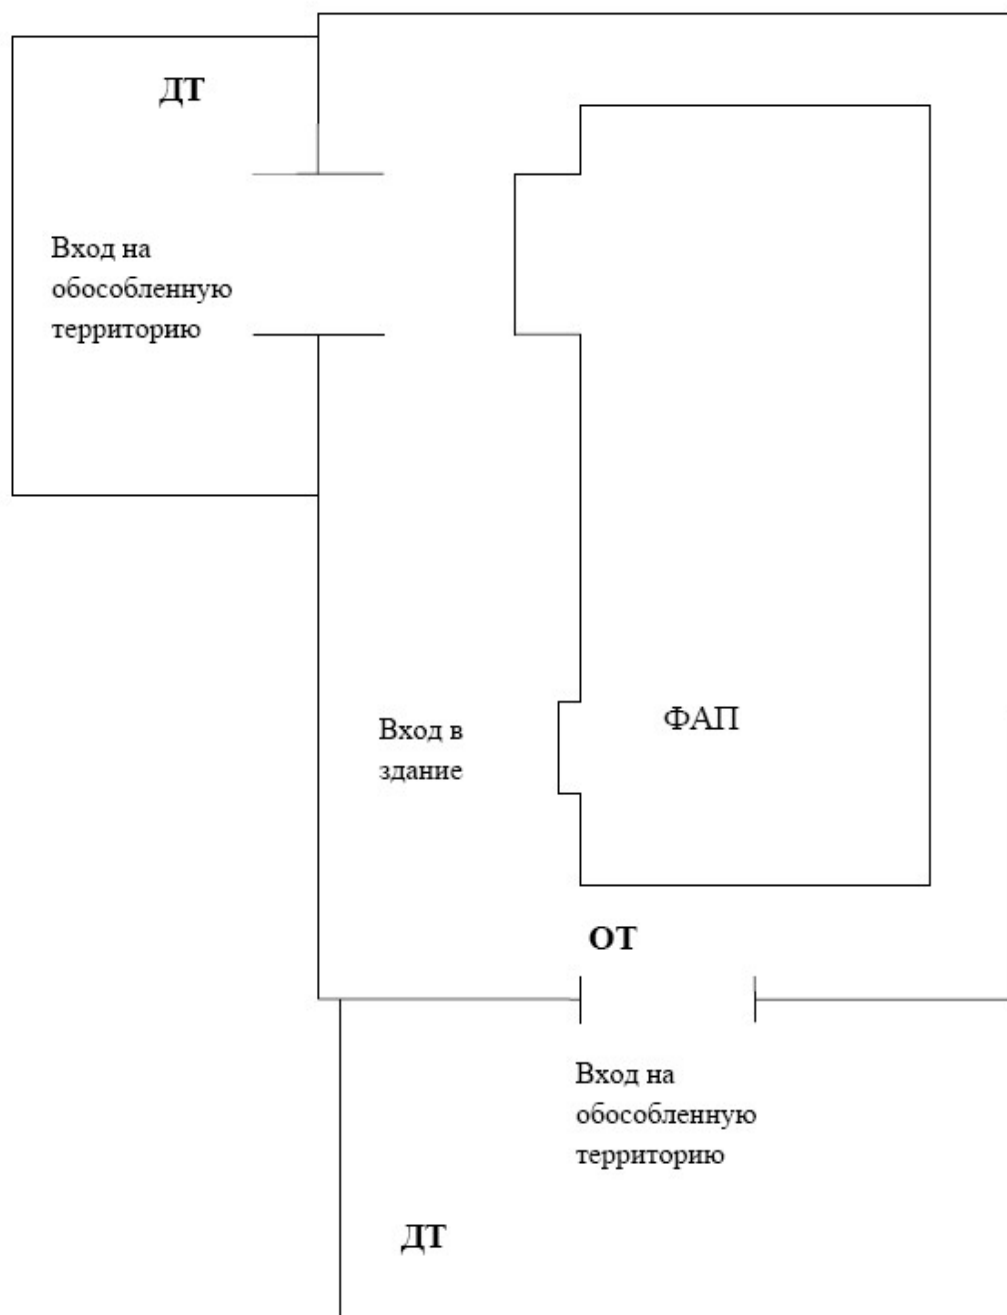 ДТ
Вход на
обособленную
территорию
Вход в
здание
ФАП
ОТ
Вход на
обособленную
территорию
ДТ